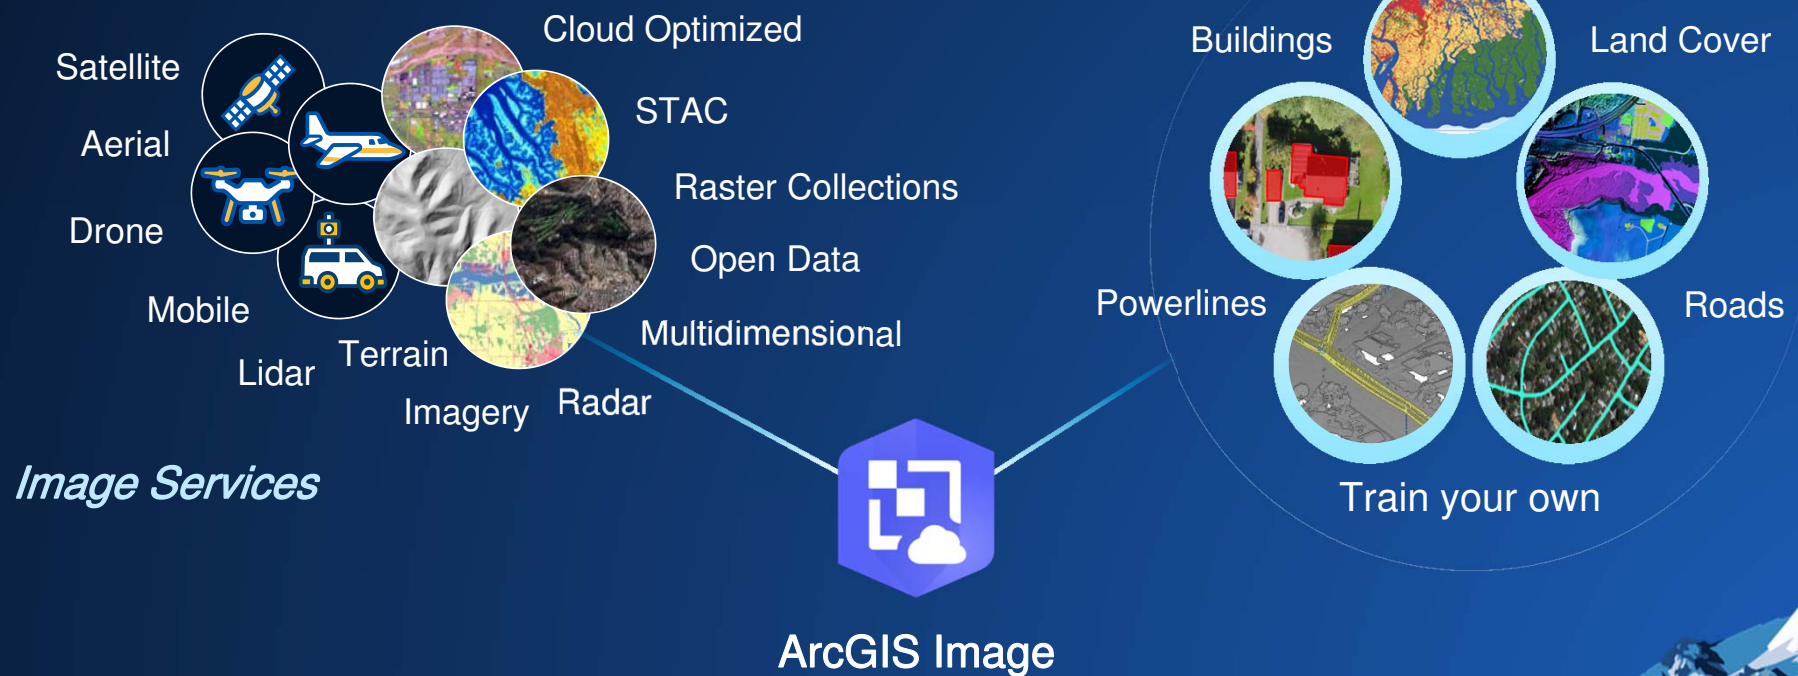 Cloud Optimized
Satellite
STAC
Aerial
Raster Collections
Drone
Open Data
Mobile
Multidimensional
Terrain
Lidar
Radar
Imagery
Image Services
Buildings
Land Cover
Powerlines
Roads
Train your own
ArcGIS Image